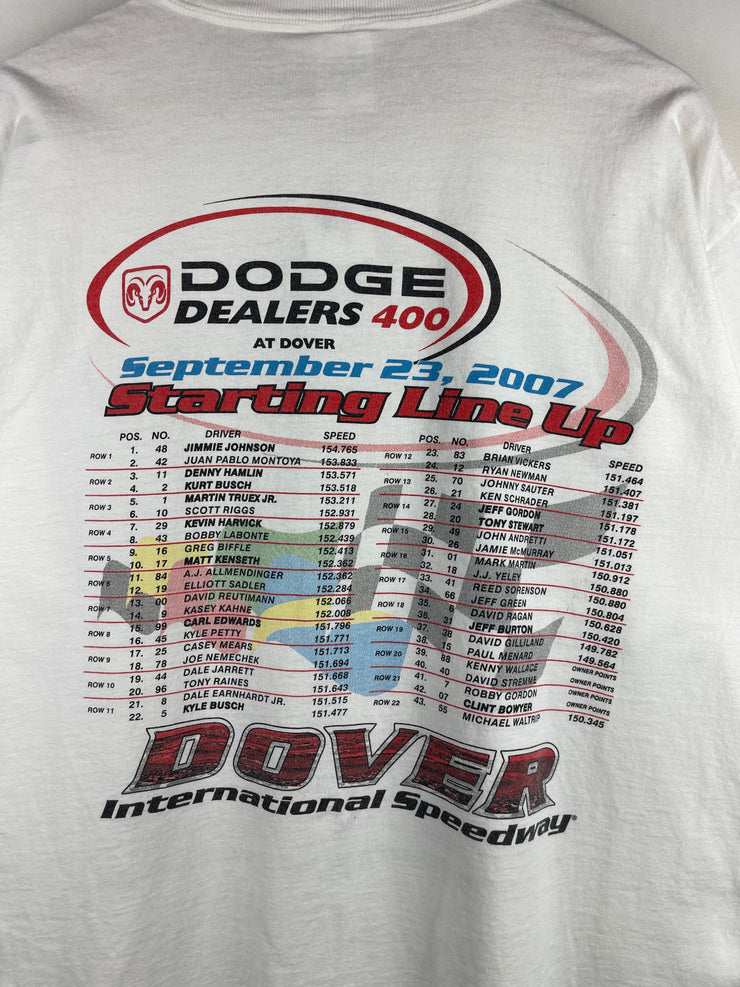 DODGE
DEALERS 400
AT DOVER
September 23, 2007
Starting Line Up
POS. NO. DRIVER SPEED
ROW 1 1. 48 JIMMIE JOHNSON 154.765
2. 42 JUAN PABLO MONTOYA 153.833
ROW 2 3. 11 DENNY HAMLIN 153.571
4. 2 KURT BUSCH 153.518
ROW 3 5. 1 MARTIN TRUEX JR. 153.211
6. 10 SCOTT RIGGS 152.931
ROW 4 7. 29 KEVIN HARVICK 152.879
8. 43 BOBBY LABONTE 152.439
ROW 5 9. 16 GREG BIFFLE 152.413
10. 17 MATT KENSETH 152.362
ROW 6 11. 84 A.J. ALLMENDINGER 152.362
12. 19 ELLIOTT SADLER 152.284
ROW 7 13. 00 DAVID REUTIMANN 152.066
14. 9 KASEY KAHNE 152.008
ROW 8 15. 99 CARL EDWARDS 151.796
16. 45 KYLE PETTY 151.771
ROW 9 17. 25 CASEY MEARS 151.713
18. 78 JOE NEMECHEK 151.694
ROW 10 19. 44 DALE JARRETT 151.668
20. 96 TONY RAINES 151.643
ROW 11 21. 8 DALE EARNHARDT JR. 151.515
22. 5 KYLE BUSCH 151.477
POS. NO. DRIVER SPEED
ROW 12 23. 83 BRIAN VICKERS 151.464
24. 12 RYAN NEWMAN 151.407
ROW 13 25. 70 JOHNNY SAUTER 151.381
26. 21 KEN SCHRADER 151.197
ROW 14 27. 24 JEFF GORDON 151.178
28. 20 TONY STEWART 151.172
ROW 15 29. 49 JOHN ANDRETTI 151.051
30. 26 JAMIE McMURRAY 151.013
ROW 16 31. 01 MARK MARTIN 150.912
32. 18 J.J. YELEY 150.880
ROW 17 33. 41 REED SORENSON 150.880
34. 66 JEFF GREEN 150.804
ROW 18 35. 6 DAVID RAGAN 150.628
36. 31 JEFF BURTON 150.420
ROW 19 37. 38 DAVID GILLILAND 149.782
38. 15 PAUL MENARD 149.564
ROW 20 39. 88 KENNY WALLACE OWNER POINTS
40. 40 DAVID STREMME OWNER POINTS
ROW 21 41. 7 ROBBY GORDON OWNER POINTS
42. 07 CLINT BOWYER OWNER POINTS
ROW 22 43. 55 MICHAEL WALTRIP 150.345
DOVER
International Speedway®